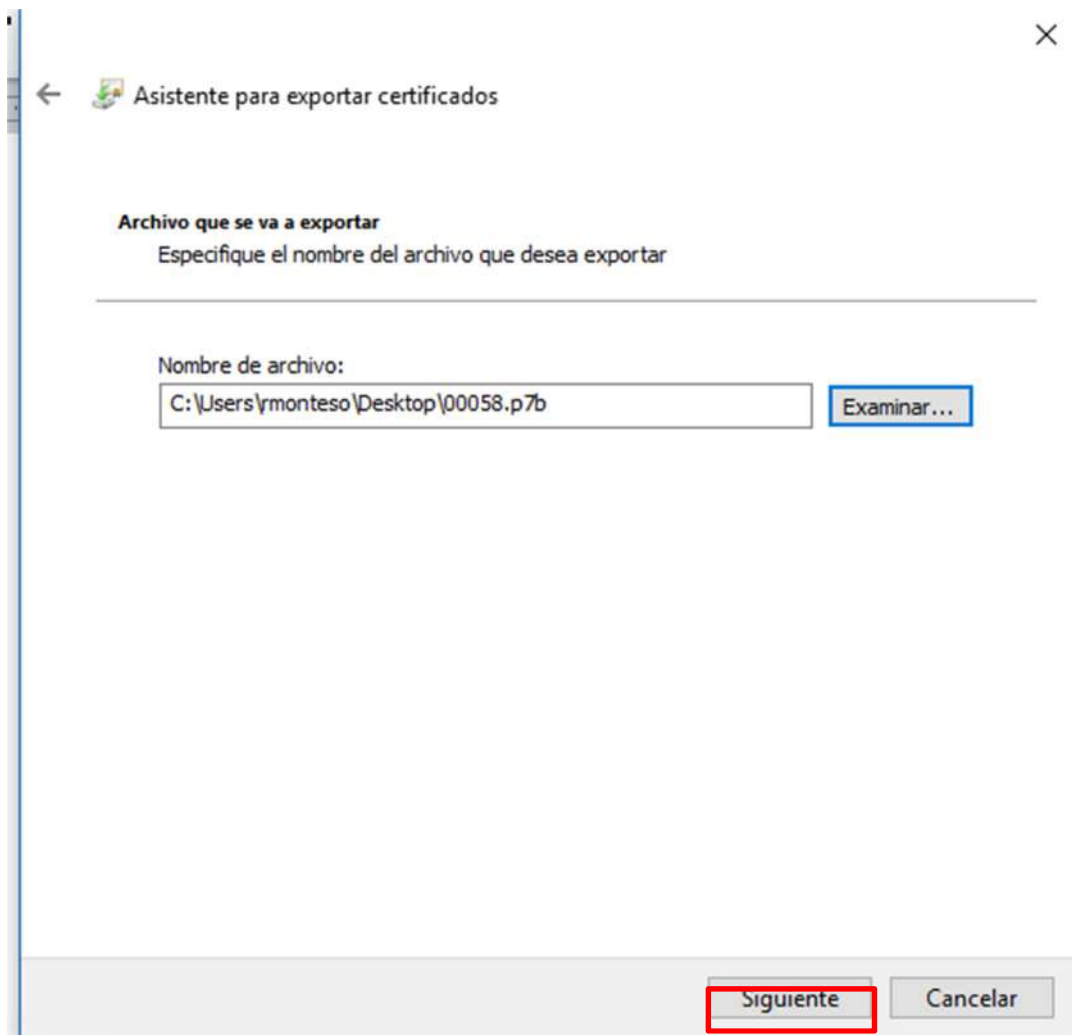 Asistente para exportar certificados
Archivo que se va a exportar
Especifique el nombre del archivo que desea exportar
Nombre de archivo:
C:\Users\rmonteso\Desktop\00058.p7b
Examinar...
Siguiente
Cancelar